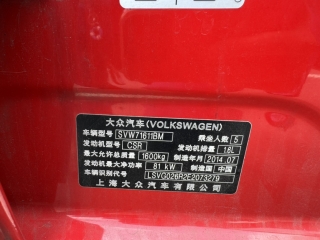 大众汽车(VOLKSWAGEN)
车辆型号 SVW71611BM 乘坐人数 5
发动机型号 CSR 发动机排量 1.6L
最大允许总质量 1600kg 制造年月 2014.07
发动机最大净功率 81 kW 制造国 中国
车辆识别代号 LSVG026R2E2073279
上海大众汽车有限公司